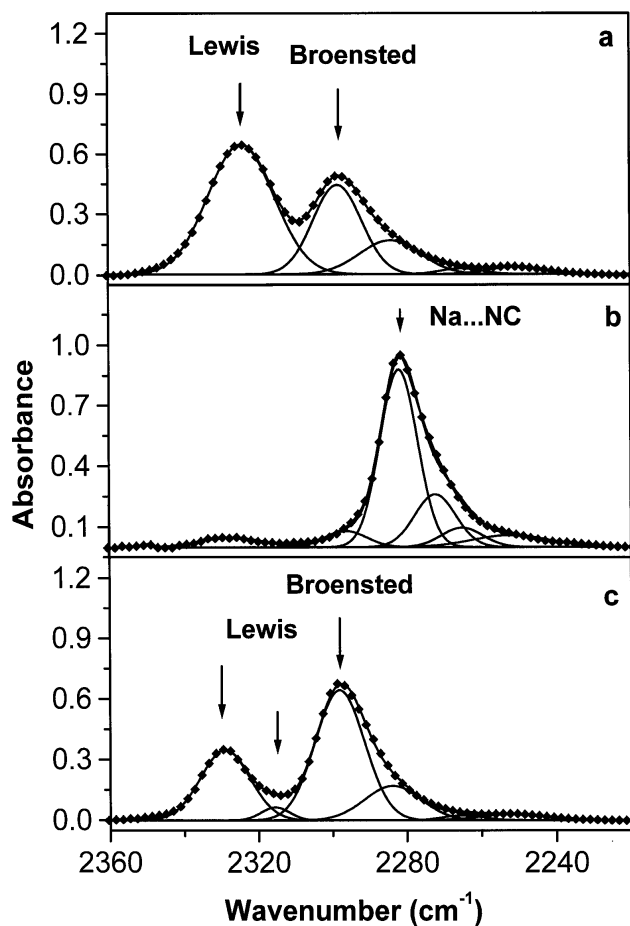 1.2
a
Lewis
Broensted
0.9
0.6
0.3
0.0
Na...NC
b
1.0
0.7
0.4
0.1
Absorbance
1.2
Broensted
c
Lewis
0.9
0.6
0.3
0.0
2360 2320 2280 2240
Wavenumber (cm⁻¹)